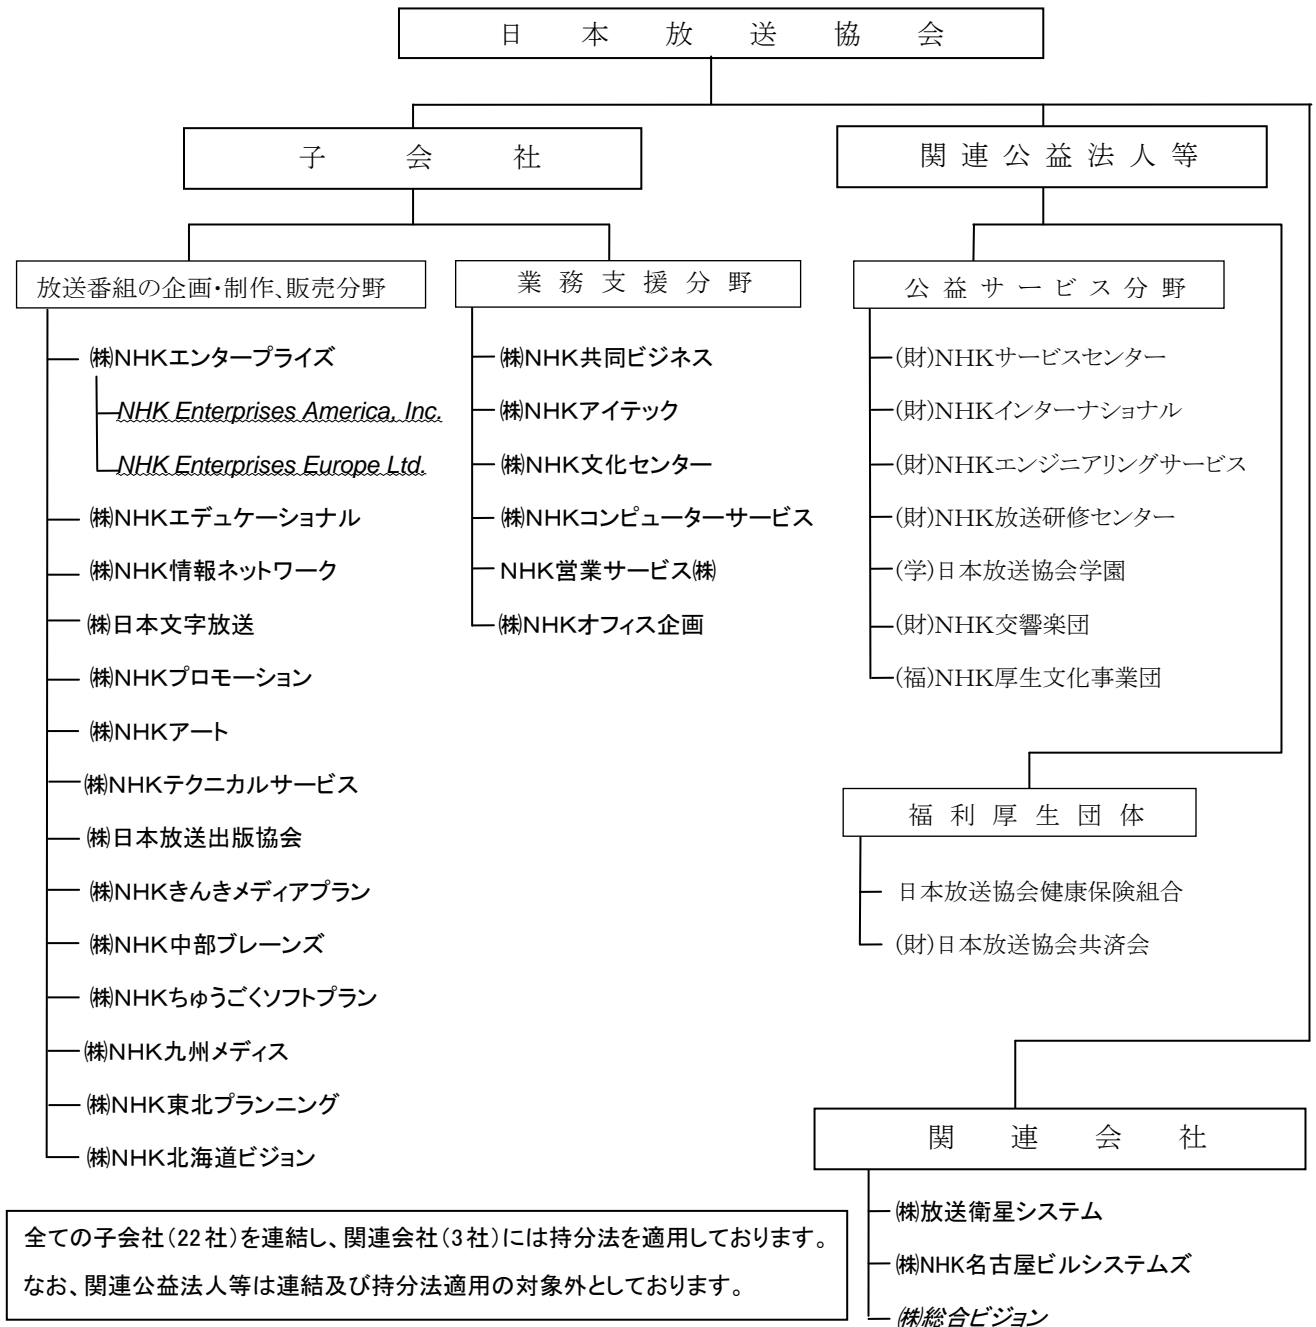 日本放送協会
子会社
関連公益法人等
放送番組の企画・制作、販売分野
㈱NHKエンタープライズ
NHK Enterprises America, Inc.
NHK Enterprises Europe Ltd.
㈱NHKエデュケーショナル
㈱NHK情報ネットワーク
㈱日本文字放送
㈱NHKプロモーション
㈱NHKアート
㈱NHKテクニカルサービス
㈱日本放送出版協会
㈱NHKきんきメディアプラン
㈱NHK中部ブレーンズ
㈱NHKちゅうごくソフトプラン
㈱NHK九州メディス
㈱NHK東北プランニング
㈱NHK北海道ビジョン
業務支援分野
㈱NHK共同ビジネス
㈱NHKアイテック
㈱NHK文化センター
㈱NHKコンピューターサービス
NHK営業サービス㈱
㈱NHKオフィス企画
公益サービス分野
(財)NHKサービスセンター
(財)NHKインターナショナル
(財)NHKエンジニアリングサービス
(財)NHK放送研修センター
(学)日本放送協会学園
(財)NHK交響楽団
(福)NHK厚生文化事業団
福利厚生団体
日本放送協会健康保険組合
(財)日本放送協会共済会
関連会社
㈱放送衛星システム
㈱NHK名古屋ビルシステムズ
㈱総合ビジョン
全ての子会社(22社)を連結し、関連会社(3社)には持分法を適用しております。
なお、関連公益法人等は連結及び持分法適用の対象外としております。